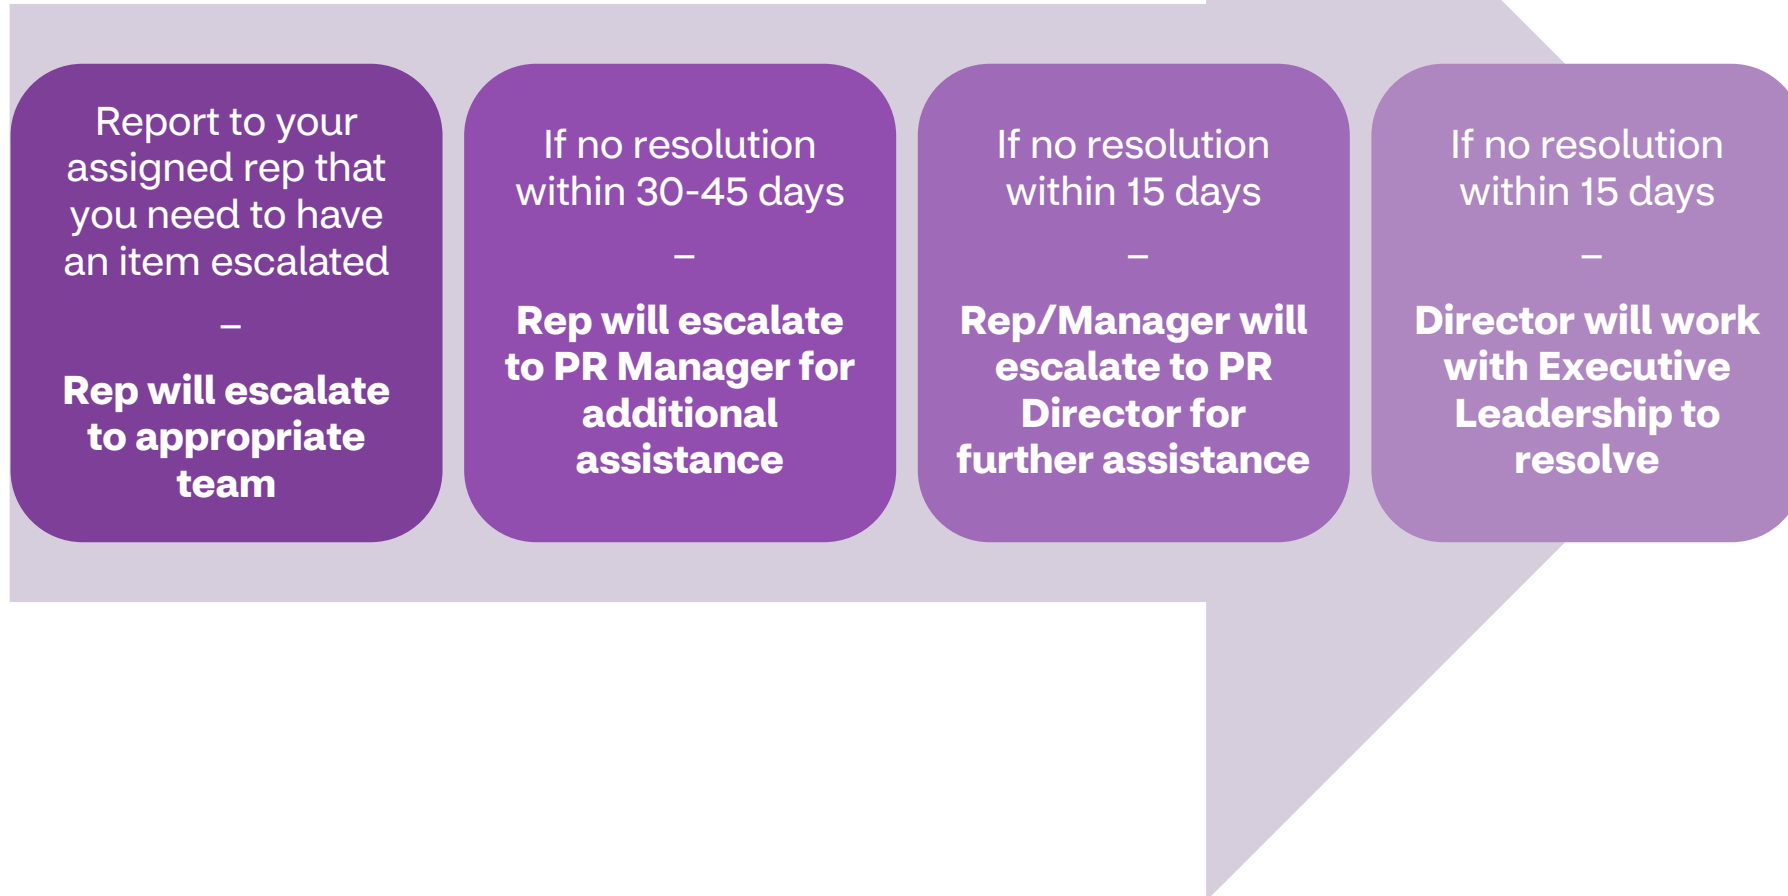 Report to your
assigned rep that
you need to have
an item escalated
–
Rep will escalate
to appropriate
team
If no resolution
within 30-45 days
–
Rep will escalate
to PR Manager for
additional
assistance
If no resolution
within 15 days
–
Rep/Manager will
escalate to PR
Director for
further assistance
If no resolution
within 15 days
–
Director will work
with Executive
Leadership to
resolve